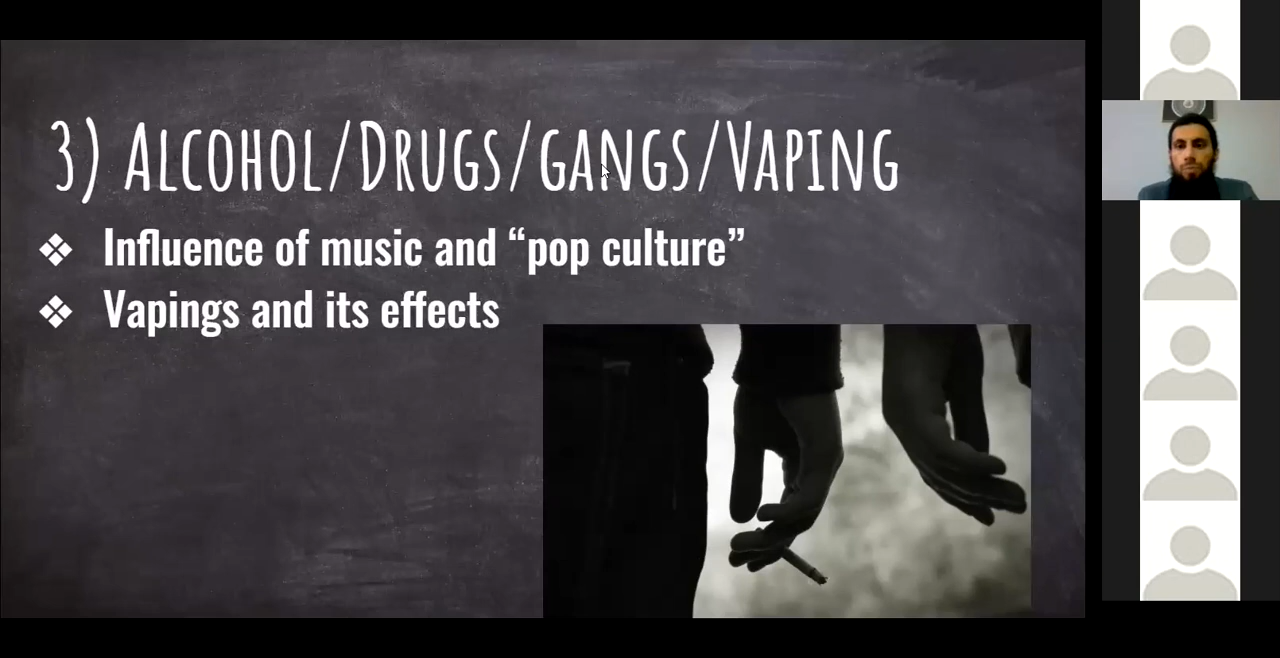 3) Alcohol/Drugs/gangs/Vaping
❖ Influence of music and “pop culture”
❖ Vapings and its effects